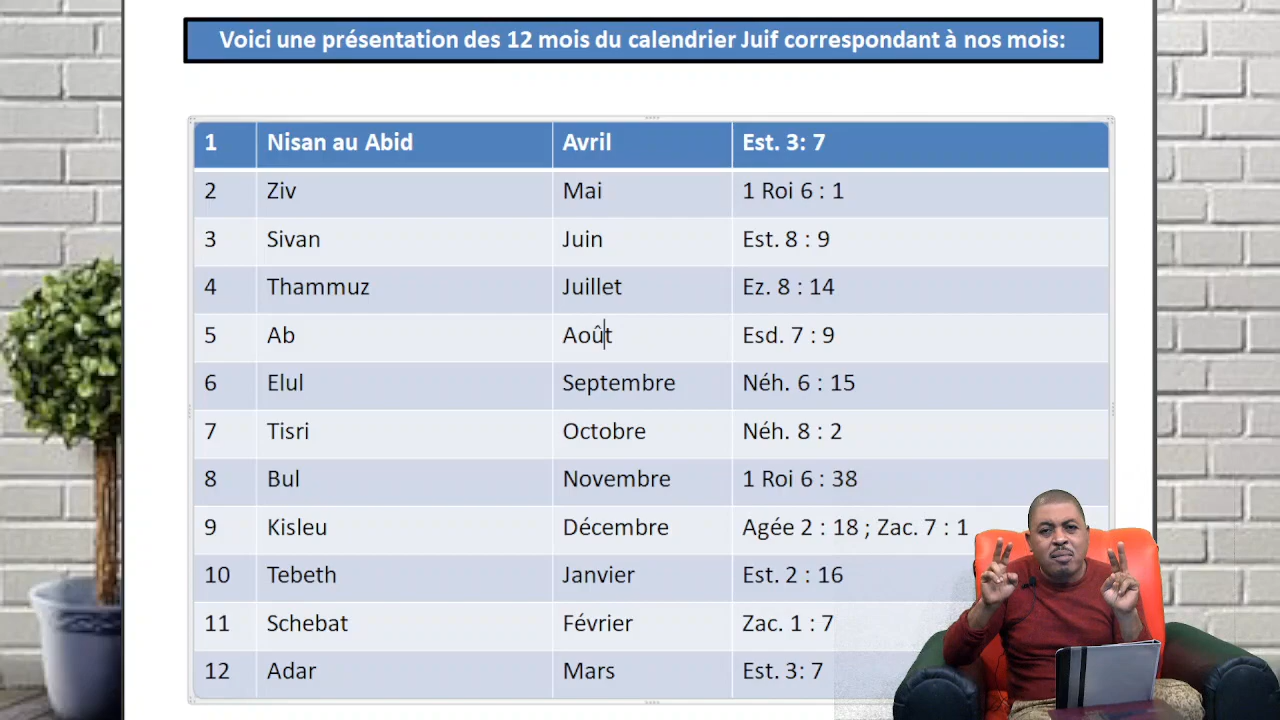 Voici une présentation des 12 mois du calendrier Juif correspondant à nos mois:
1 Nisan au Abid Avril Est. 3: 7
2 Ziv Mai 1 Roi 6 : 1
3 Sivan Juin Est. 8 : 9
4 Thammuz Juillet Ez. 8 : 14
5 Ab Août Esd. 7 : 9
6 Elul Septembre Néh. 6 : 15
7 Tisri Octobre Néh. 8 : 2
8 Bul Novembre 1 Roi 6 : 38
9 Kisleu Décembre Agée 2 : 18 ; Zac. 7 : 1
10 Tebeth Janvier Est. 2 : 16
11 Schebat Février Zac. 1 : 7
12 Adar Mars Est. 3: 7